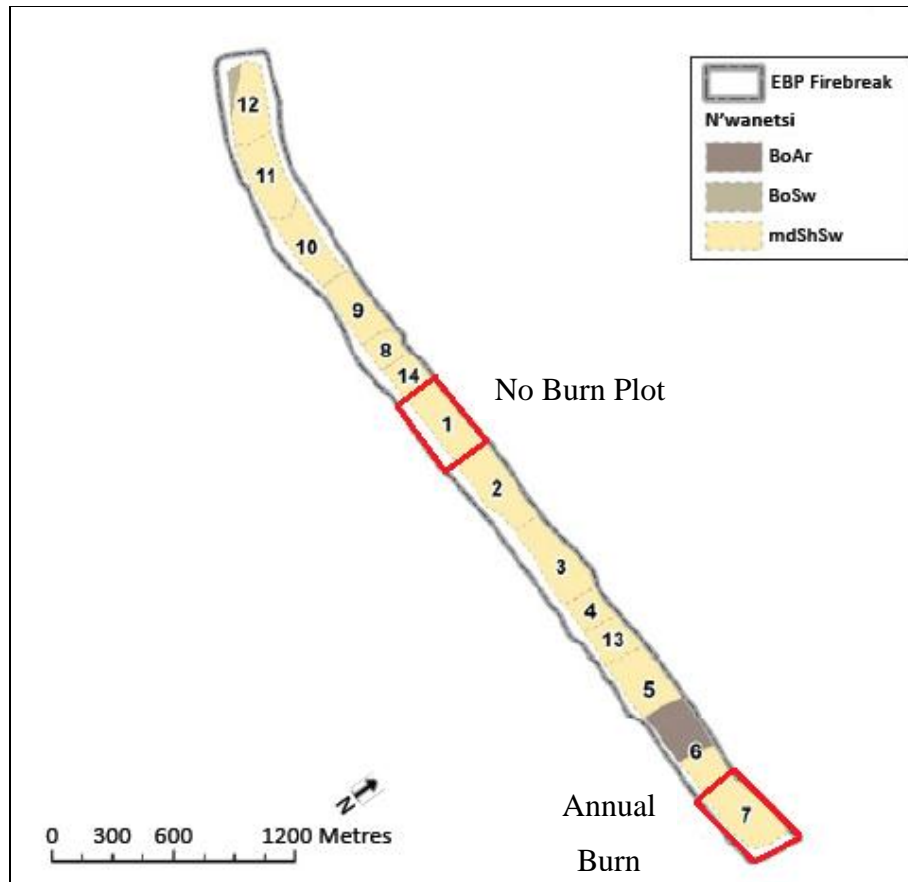 EBP Firebreak
N'wanetsi
BoAr
BoSw
mdShSw
12
11
10
9
8
14
No Burn Plot
1
2
3
4
13
5
6
7
Annual
Burn
N
0 300 600 1200 Metres